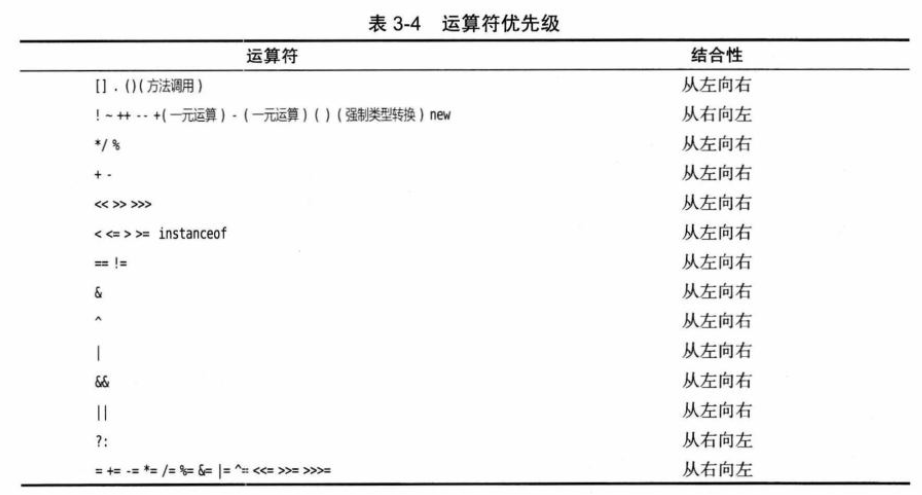 表 3-4 运算符优先级
运算符 结合性
[] . ()(方法调用) 从左向右
! ~ ++ -- +(一元运算) -(一元运算) ()(强制类型转换) new 从右向左
* / % 从左向右
+ - 从左向右
<< >> >>> 从左向右
< <= > >= instanceof 从左向右
== != 从左向右
& 从左向右
^ 从左向右
| 从左向右
&& 从左向右
|| 从左向右
?: 从右向左
= += -= *= /= %= &= |= ^= <<= >>= >>>= 从右向左